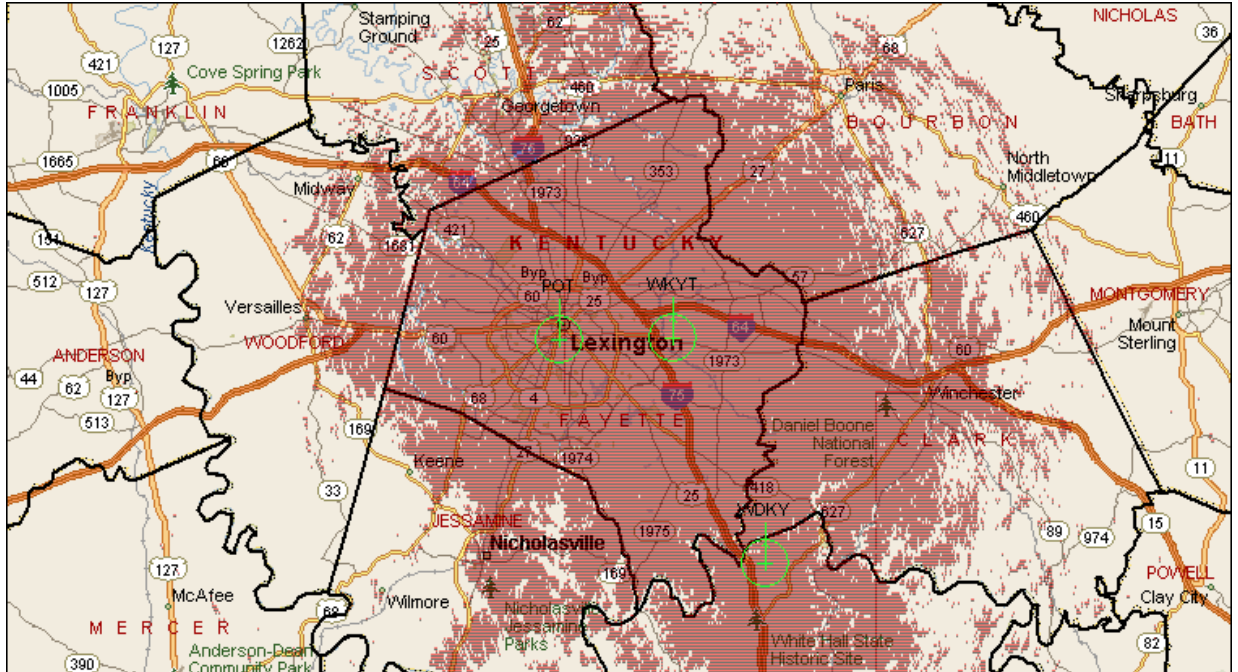 Stamping
Ground
62
NICHOLAS
36
127
1262
25
68
421
Cove Spring Park
SCOTT
460
Paris
1005
Georgetown
Sharpsburg
FRANKLIN
BOURBON
BATH
75
922
1665
60
353
27
North
Middletown
11
Midway
64
1973
Kentucky
62
421
460
151
1681
KENTUCKY
627
512
127
Byp
POT
Byp
WKYT
57
60
25
MONTGOMERY
Versailles
64
Mount
Sterling
WOODFORD
60
Lexington
1973
60
ANDERSON
44
62
Byp
127
68
4
75
Winchester
513
FAYETTE
Daniel Boone
National
Forest
CLARK
169
27
1974
Keene
418
11
33
25
WDKY
JESSAMINE
627
15
Nicholasville
1975
89
974
127
169
POWELL
McAfee
68
Wilmore
Clay City
MERCER
Nicholasville
Jessamine
Parks
White Hall State
Historic Site
82
390
Anderson-Dean
Community Park